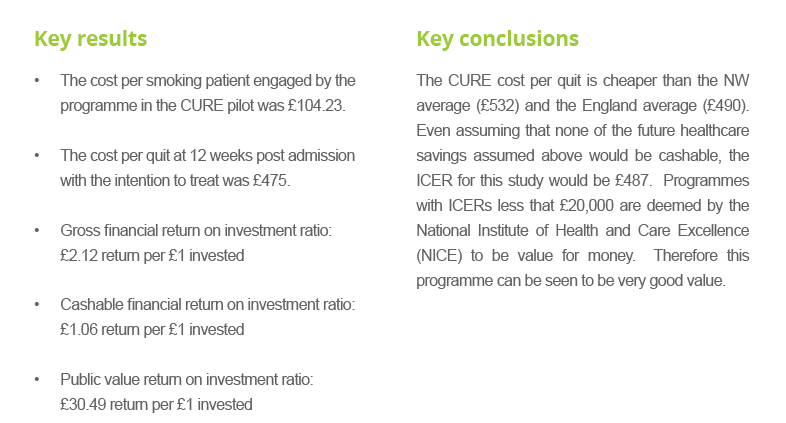 Key results
• The cost per smoking patient engaged by the
programme in the CURE pilot was £104.23.
• The cost per quit at 12 weeks post admission
with the intention to treat was £475.
• Gross financial return on investment ratio:
£2.12 return per £1 invested
• Cashable financial return on investment ratio:
£1.06 return per £1 invested
• Public value return on investment ratio:
£30.49 return per £1 invested
Key conclusions
The CURE cost per quit is cheaper than the NW
average (£532) and the England average (£490).
Even assuming that none of the future healthcare
savings assumed above would be cashable, the
ICER for this study would be £487. Programmes
with ICERs less that £20,000 are deemed by the
National Institute of Health and Care Excellence
(NICE) to be value for money. Therefore this
programme can be seen to be very good value.